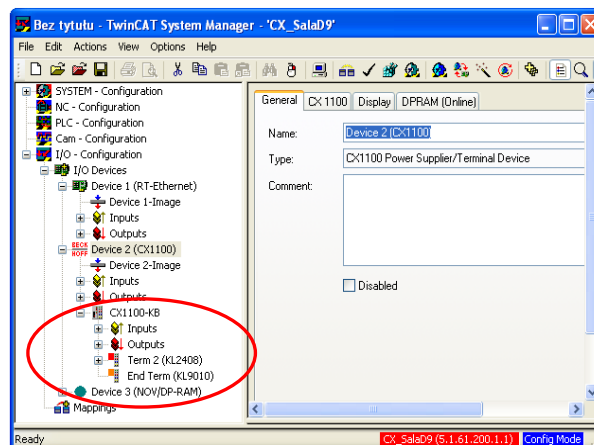 Bez tytułu - TwinCAT System Manager - 'CX_SalaD9'
File Edit Actions View Options Help
SYSTEM - Configuration
NC - Configuration
PLC - Configuration
Cam - Configuration
I/O - Configuration
I/O Devices
Device 1 (RT-Ethernet)
Device 1-Image
Inputs
Outputs
BECK HOFF Device 2 (CX1100)
Device 2-Image
Inputs
Outputs
CX1100-KB
Inputs
Outputs
Term 2 (KL2408)
End Term (KL9010)
Device 3 (NOV/DP-RAM)
Mappings
General CX1100 Display DPRAM (Online)
Name: Device 2 (CX1100)
Type: CX1100 Power Supplier/Terminal Device
Comment:
Disabled
Ready CX_SalaD9 (5.1.61.200.1.1) Config Mode